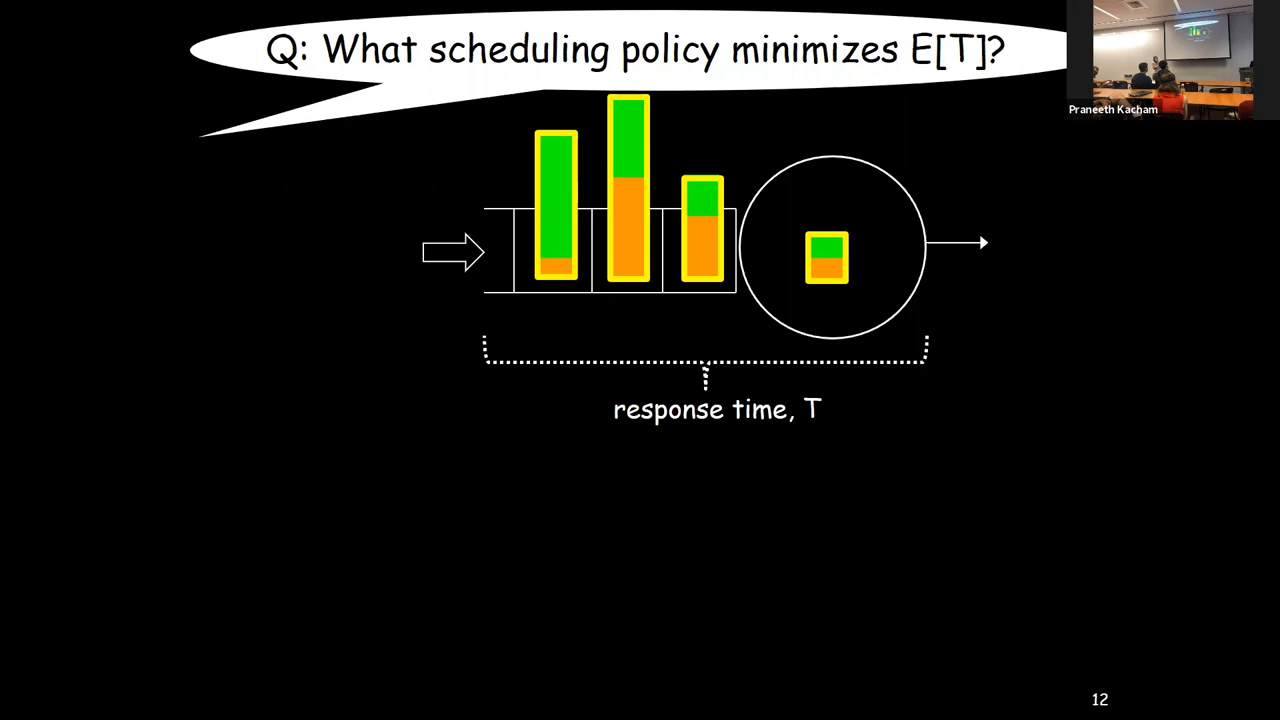 Q: What scheduling policy minimizes E[T]?
Praneeth Kacham
response time, T
12